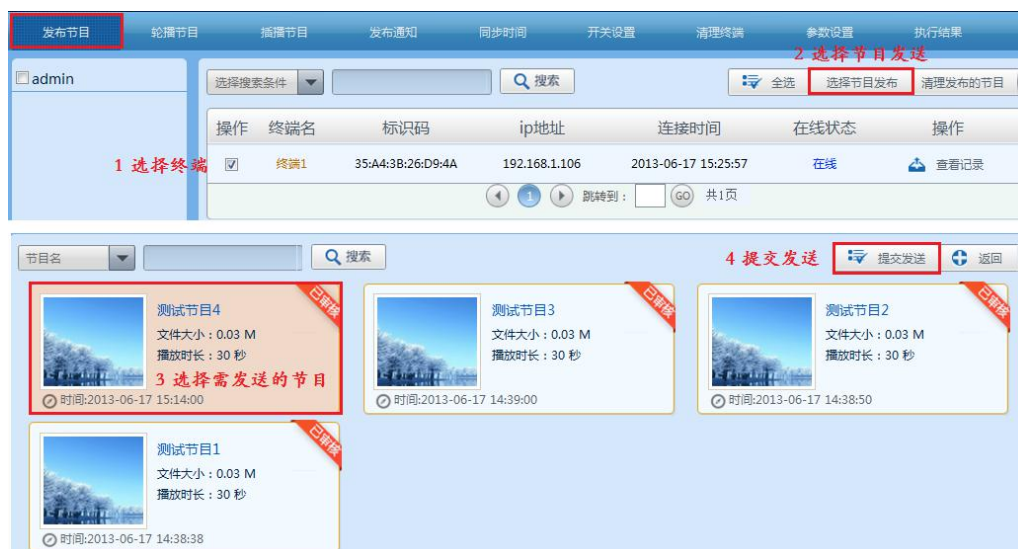 发布节目 轮播节目 插播节目 发布通知 同步时间 开关设置 清理终端 参数设置 执行结果
2 选择节目发送
admin
选择搜索条件 搜索 全选 选择节目发布 清理发布的节目
操作 终端名 标识码 ip地址 连接时间 在线状态 操作
1 选择终端 终端1 35:A4:3B:26:D9:4A 192.168.1.106 2013-06-17 15:25:57 在线 查看记录
1 跳转到： GO 共1页
节目名 搜索 4 提交发送 提交发送 返回
已审核 已审核 已审核
测试节目4 测试节目3 测试节目2
文件大小：0.03 M 文件大小：0.03 M 文件大小：0.03 M
播放时长：30 秒 播放时长：30 秒 播放时长：30 秒
3 选择需发送的节目
时间:2013-06-17 15:14:00 时间:2013-06-17 14:39:00 时间:2013-06-17 14:38:50
已审核
测试节目1
文件大小：0.03 M
播放时长：30 秒
时间:2013-06-17 14:38:38